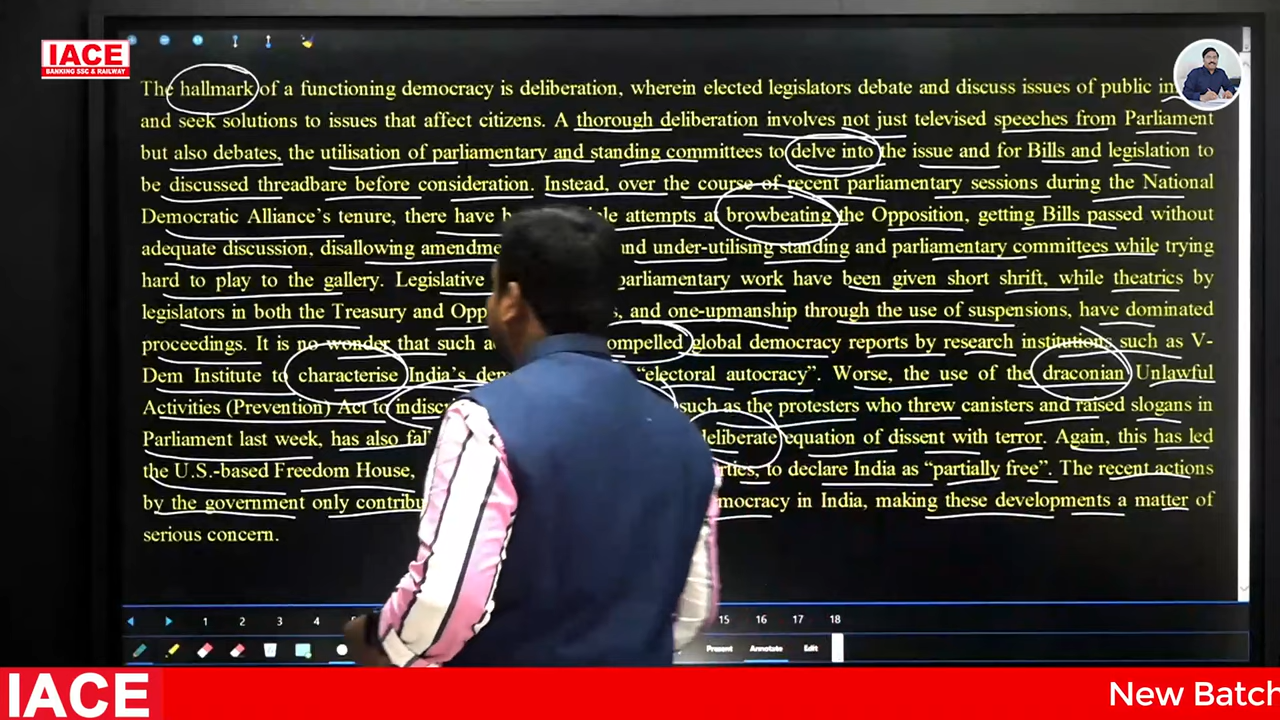 IACE
BANKING SSC & RAILWAY
The hallmark of a functioning democracy is deliberation, wherein elected legislators debate and discuss issues of public
and seek solutions to issues that affect citizens. A thorough deliberation involves not just televised speeches from Parliament
but also debates, the utilisation of parliamentary and standing committees to delve into the issue and for Bills and legislation to
be discussed threadbare before consideration. Instead, over the course of recent parliamentary sessions during the National
Democratic Alliance's tenure, there have attempts at browbeating the Opposition, getting Bills passed without
adequate discussion, disallowing and under-utilising standing and parliamentary committees while trying
hard to play to the gallery. Legislative parliamentary work have been given short shrift, while theatrics by
legislators in both the Treasury and and one-upmanship through the use of suspensions, have dominated
proceedings. It is no wonder that such global democracy reports by research institutions such as V-
Dem Institute to characterise India's "electoral autocracy". Worse, the use of the draconian Unlawful
Activities (Prevention) Act to such as the protesters who threw canisters and raised slogans in
Parliament last week, has also deliberate equation of dissent with terror. Again, this has led
the U.S.-based Freedom House, to declare India as "partially free". The recent actions
by the government only in India, making these developments a matter of
serious concern.
1 2 3 4 15 16 17 18
Present Annotate Edit
IACE New Batch